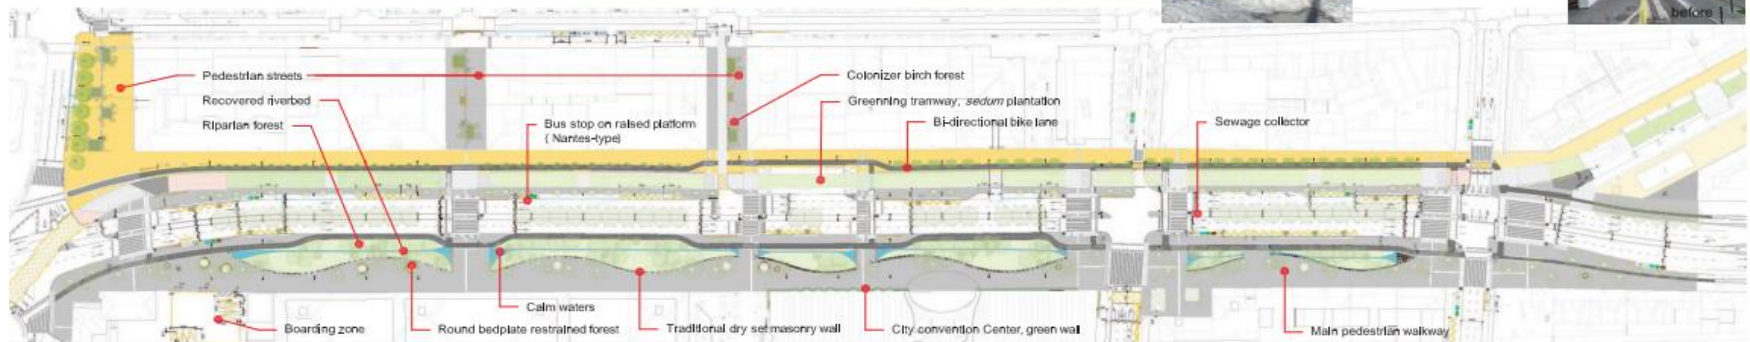 before
Pedestrian streets
Recovered riverbed
Riparian forest
Bus stop on raised platform
( Nantes-type)
Colonizer birch forest
Greenning tramway, sedum plantation
Bi-directional bike lane
Sewage collector
Boarding zone
Calm waters
Round bedplate restrained forest
Traditional dry set masonry wall
City convention Center, green wall
Main pedestrian walkway